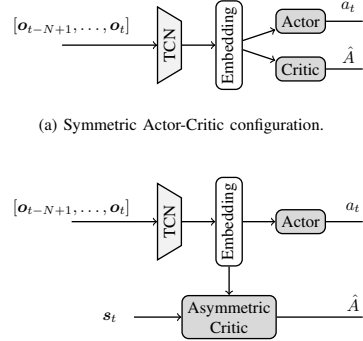 [o_{t−N+1}, . . . , o_t]
TCN
Embedding
Actor
a_t
Critic
Â
(a) Symmetric Actor-Critic configuration.
[o_{t−N+1}, . . . , o_t]
TCN
Embedding
Actor
a_t
s_t
Asymmetric
Critic
Â